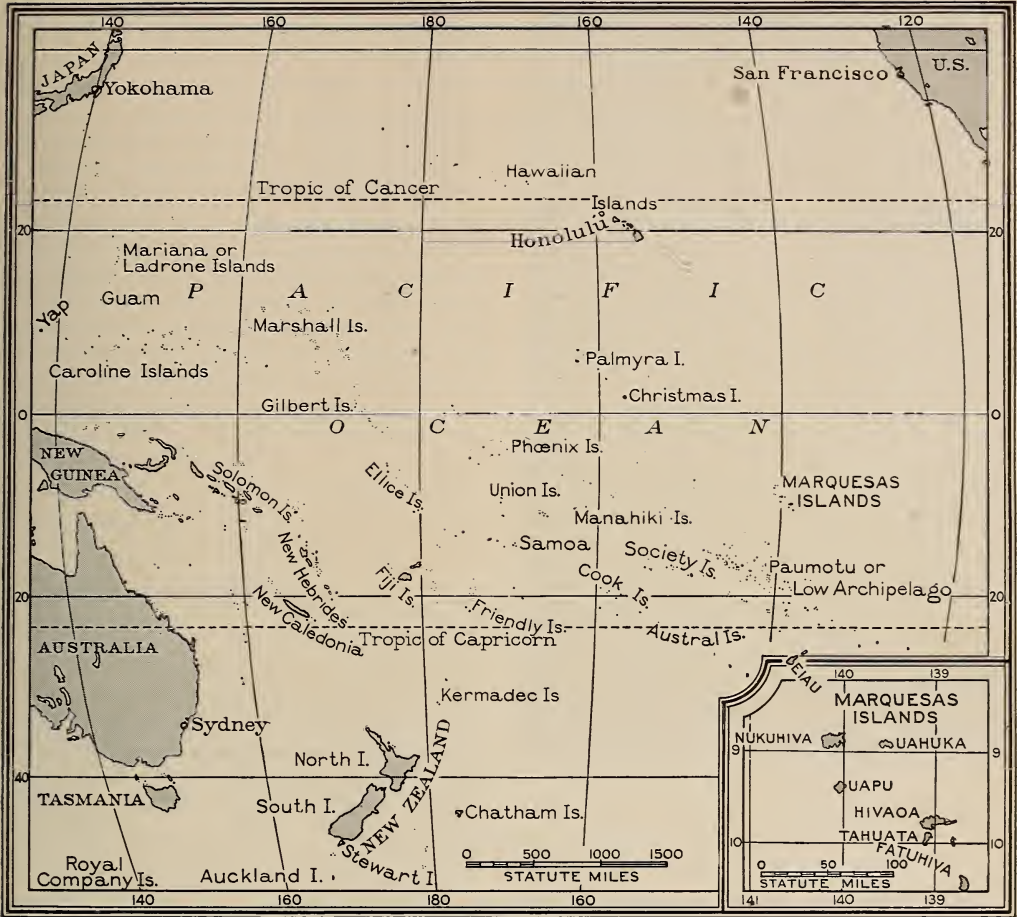 140 160 180 160 140 120
JAPAN
Yokohama
San Francisco
U.S.
Hawaiian
Tropic of Cancer
Islands
20
Honolulu
20
Mariana or
Ladrone Islands
Guam
P A C I F I C
Yap
Marshall Is.
Caroline Islands
Palmyra I.
Christmas I.
Gilbert Is.
0
0
O C E A N
NEW
GUINEA
Phœnix Is.
Solomon Is.
Ellice Is.
Union Is.
MARQUESAS
ISLANDS
Manahiki Is.
Samoa
Society Is.
New Hebrides
Fiji Is.
Cook Is.
Paumotu or
Low Archipelago
20
20
New Caledonia
Friendly Is.
Tropic of Capricorn
Austral Is.
AUSTRALIA
Kermadec Is
Sydney
North I.
NEW ZEALAND
40
TASMANIA
South I.
Chatham Is.
Stewart I
Royal
Company Is.
Auckland I.
0 500 1000 1500
STATUTE MILES
140 160 180 160
EIAU
140 139
MARQUESAS
ISLANDS
NUKUHIVA
UAHUKA
9
9
UAPU
HIVAOA
TAHUATA
FATUHIVA
10
10
0 50 100
STATUTE MILES
141 140 139